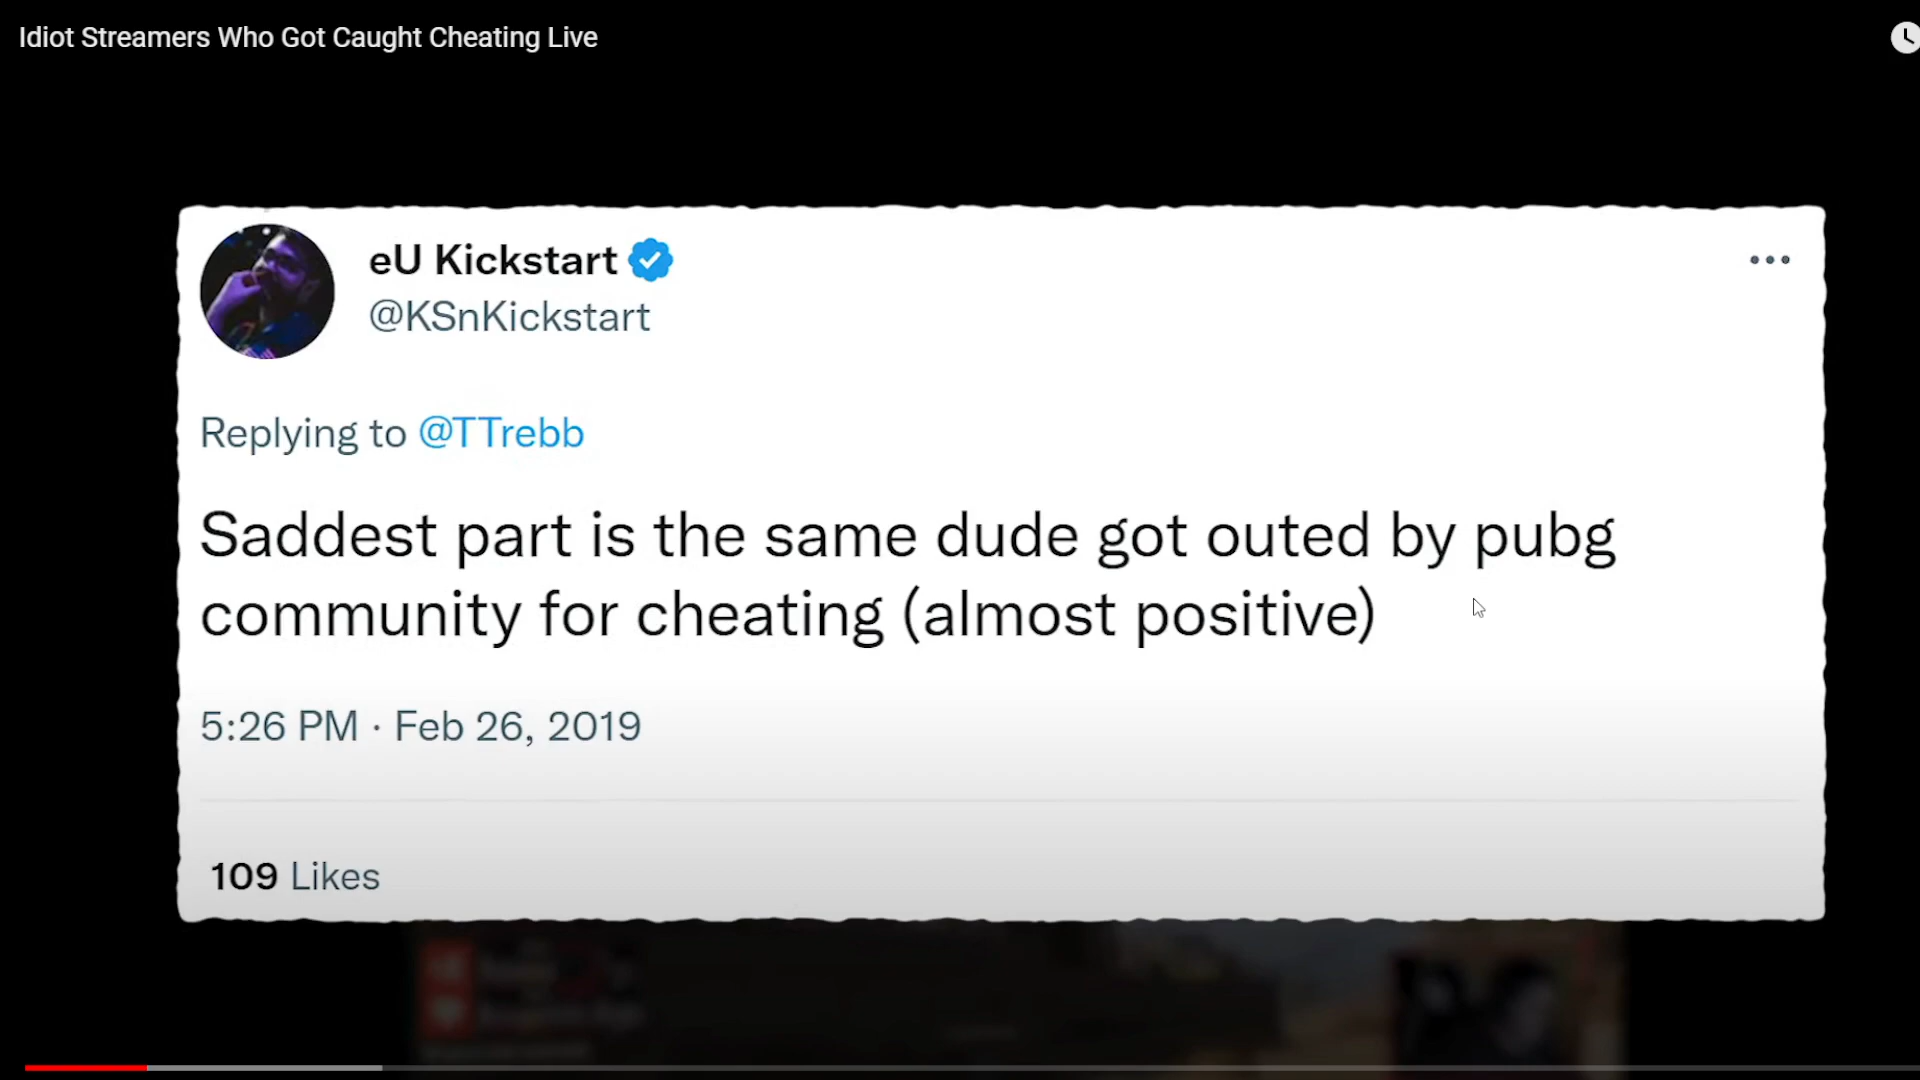 Idiot Streamers Who Got Caught Cheating Live
eU Kickstart
@KSnKickstart
Replying to @TTrebb
Saddest part is the same dude got outed by pubg
community for cheating (almost positive)
5:26 PM · Feb 26, 2019
109 Likes